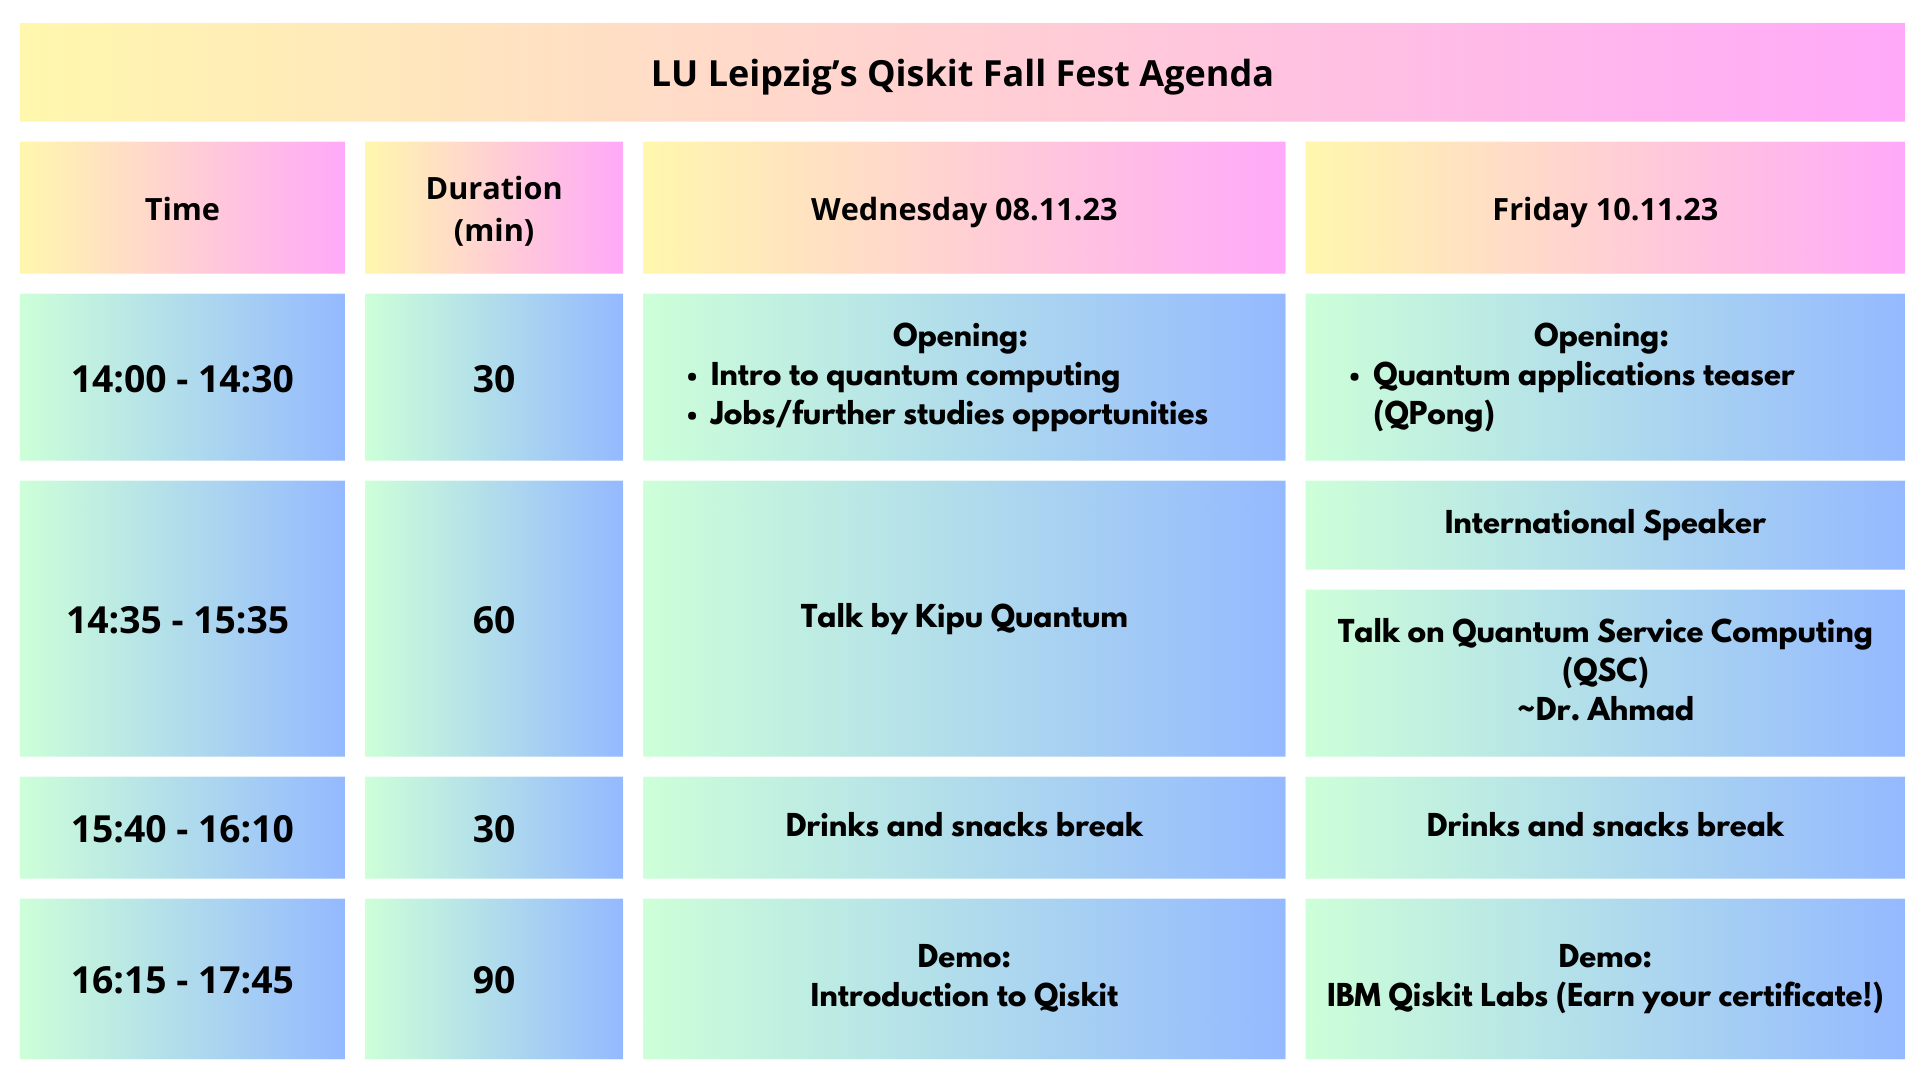 LU Leipzig’s Qiskit Fall Fest Agenda
Time
Duration
(min)
Wednesday 08.11.23
Friday 10.11.23
14:00 - 14:30
30
Opening:
• Intro to quantum computing
• Jobs/further studies opportunities
Opening:
• Quantum applications teaser
(QPong)
14:35 - 15:35
60
Talk by Kipu Quantum
International Speaker
Talk on Quantum Service Computing
(QSC)
~Dr. Ahmad
15:40 - 16:10
30
Drinks and snacks break
Drinks and snacks break
16:15 - 17:45
90
Demo:
Introduction to Qiskit
Demo:
IBM Qiskit Labs (Earn your certificate!)